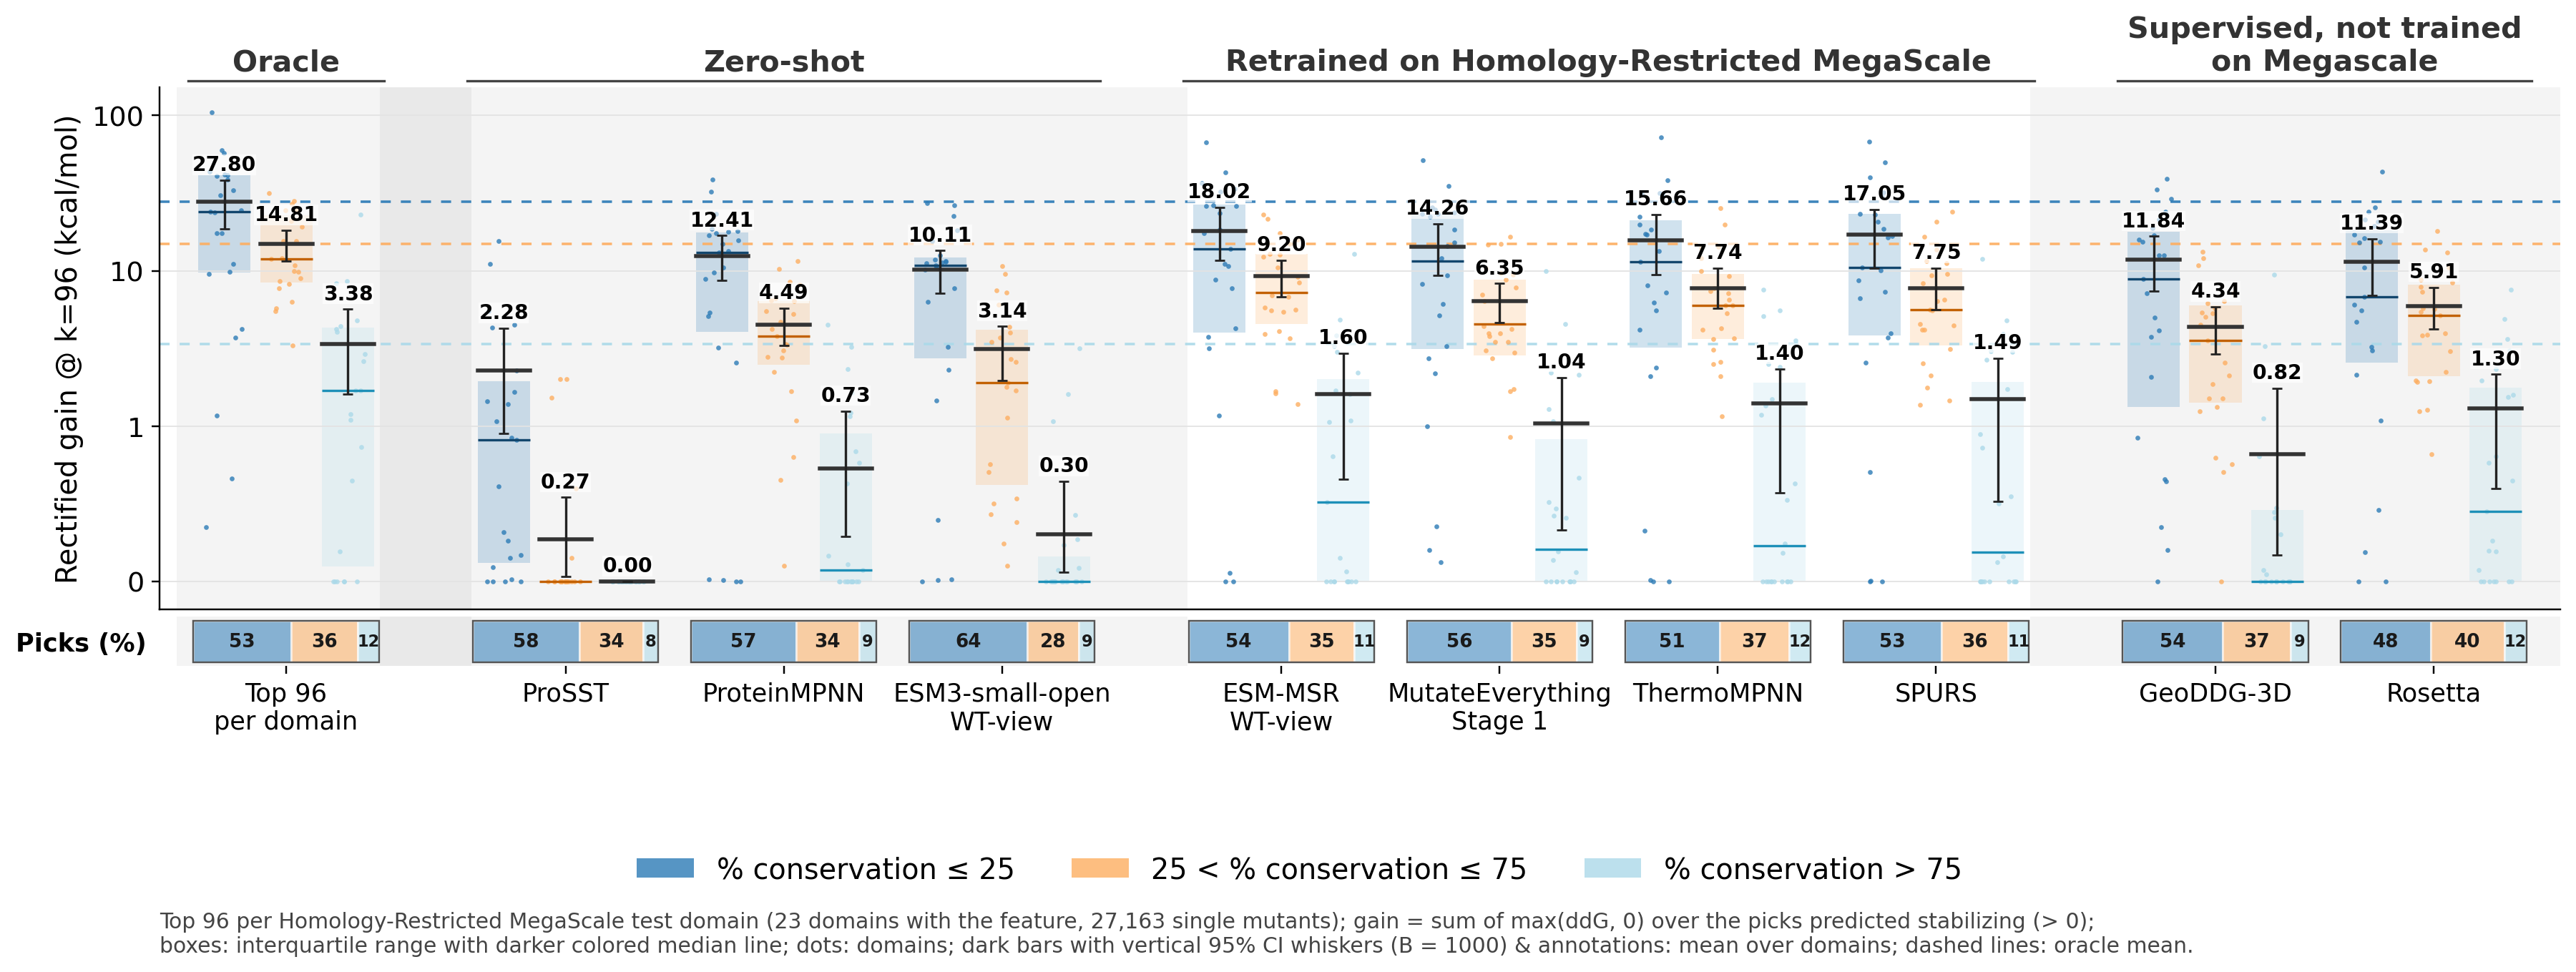 Oracle
Zero-shot
Retrained on Homology-Restricted MegaScale
Supervised, not trained
on Megascale
Rectified gain @ k=96 (kcal/mol)
100
10
1
0
27.80
14.81
3.38
2.28
0.27
0.00
12.41
4.49
0.73
10.11
3.14
0.30
18.02
9.20
1.60
14.26
6.35
1.04
15.66
7.74
1.40
17.05
7.75
1.49
11.84
4.34
0.82
11.39
5.91
1.30
Picks (%)
53 36 12
58 34 8
57 34 9
64 28 9
54 35 11
56 35 9
51 37 12
53 36 11
54 37 9
48 40 12
Top 96
per domain
ProSST
ProteinMPNN
ESM3-small-open
WT-view
ESM-MSR
WT-view
MutateEverything
Stage 1
ThermoMPNN
SPURS
GeoDDG-3D
Rosetta
% conservation ≤ 25
25 < % conservation ≤ 75
% conservation > 75
Top 96 per Homology-Restricted MegaScale test domain (23 domains with the feature, 27,163 single mutants); gain = sum of max(ddG, 0) over the picks predicted stabilizing (> 0);
boxes: interquartile range with darker colored median line; dots: domains; dark bars with vertical 95% CI whiskers (B = 1000) & annotations: mean over domains; dashed lines: oracle mean.